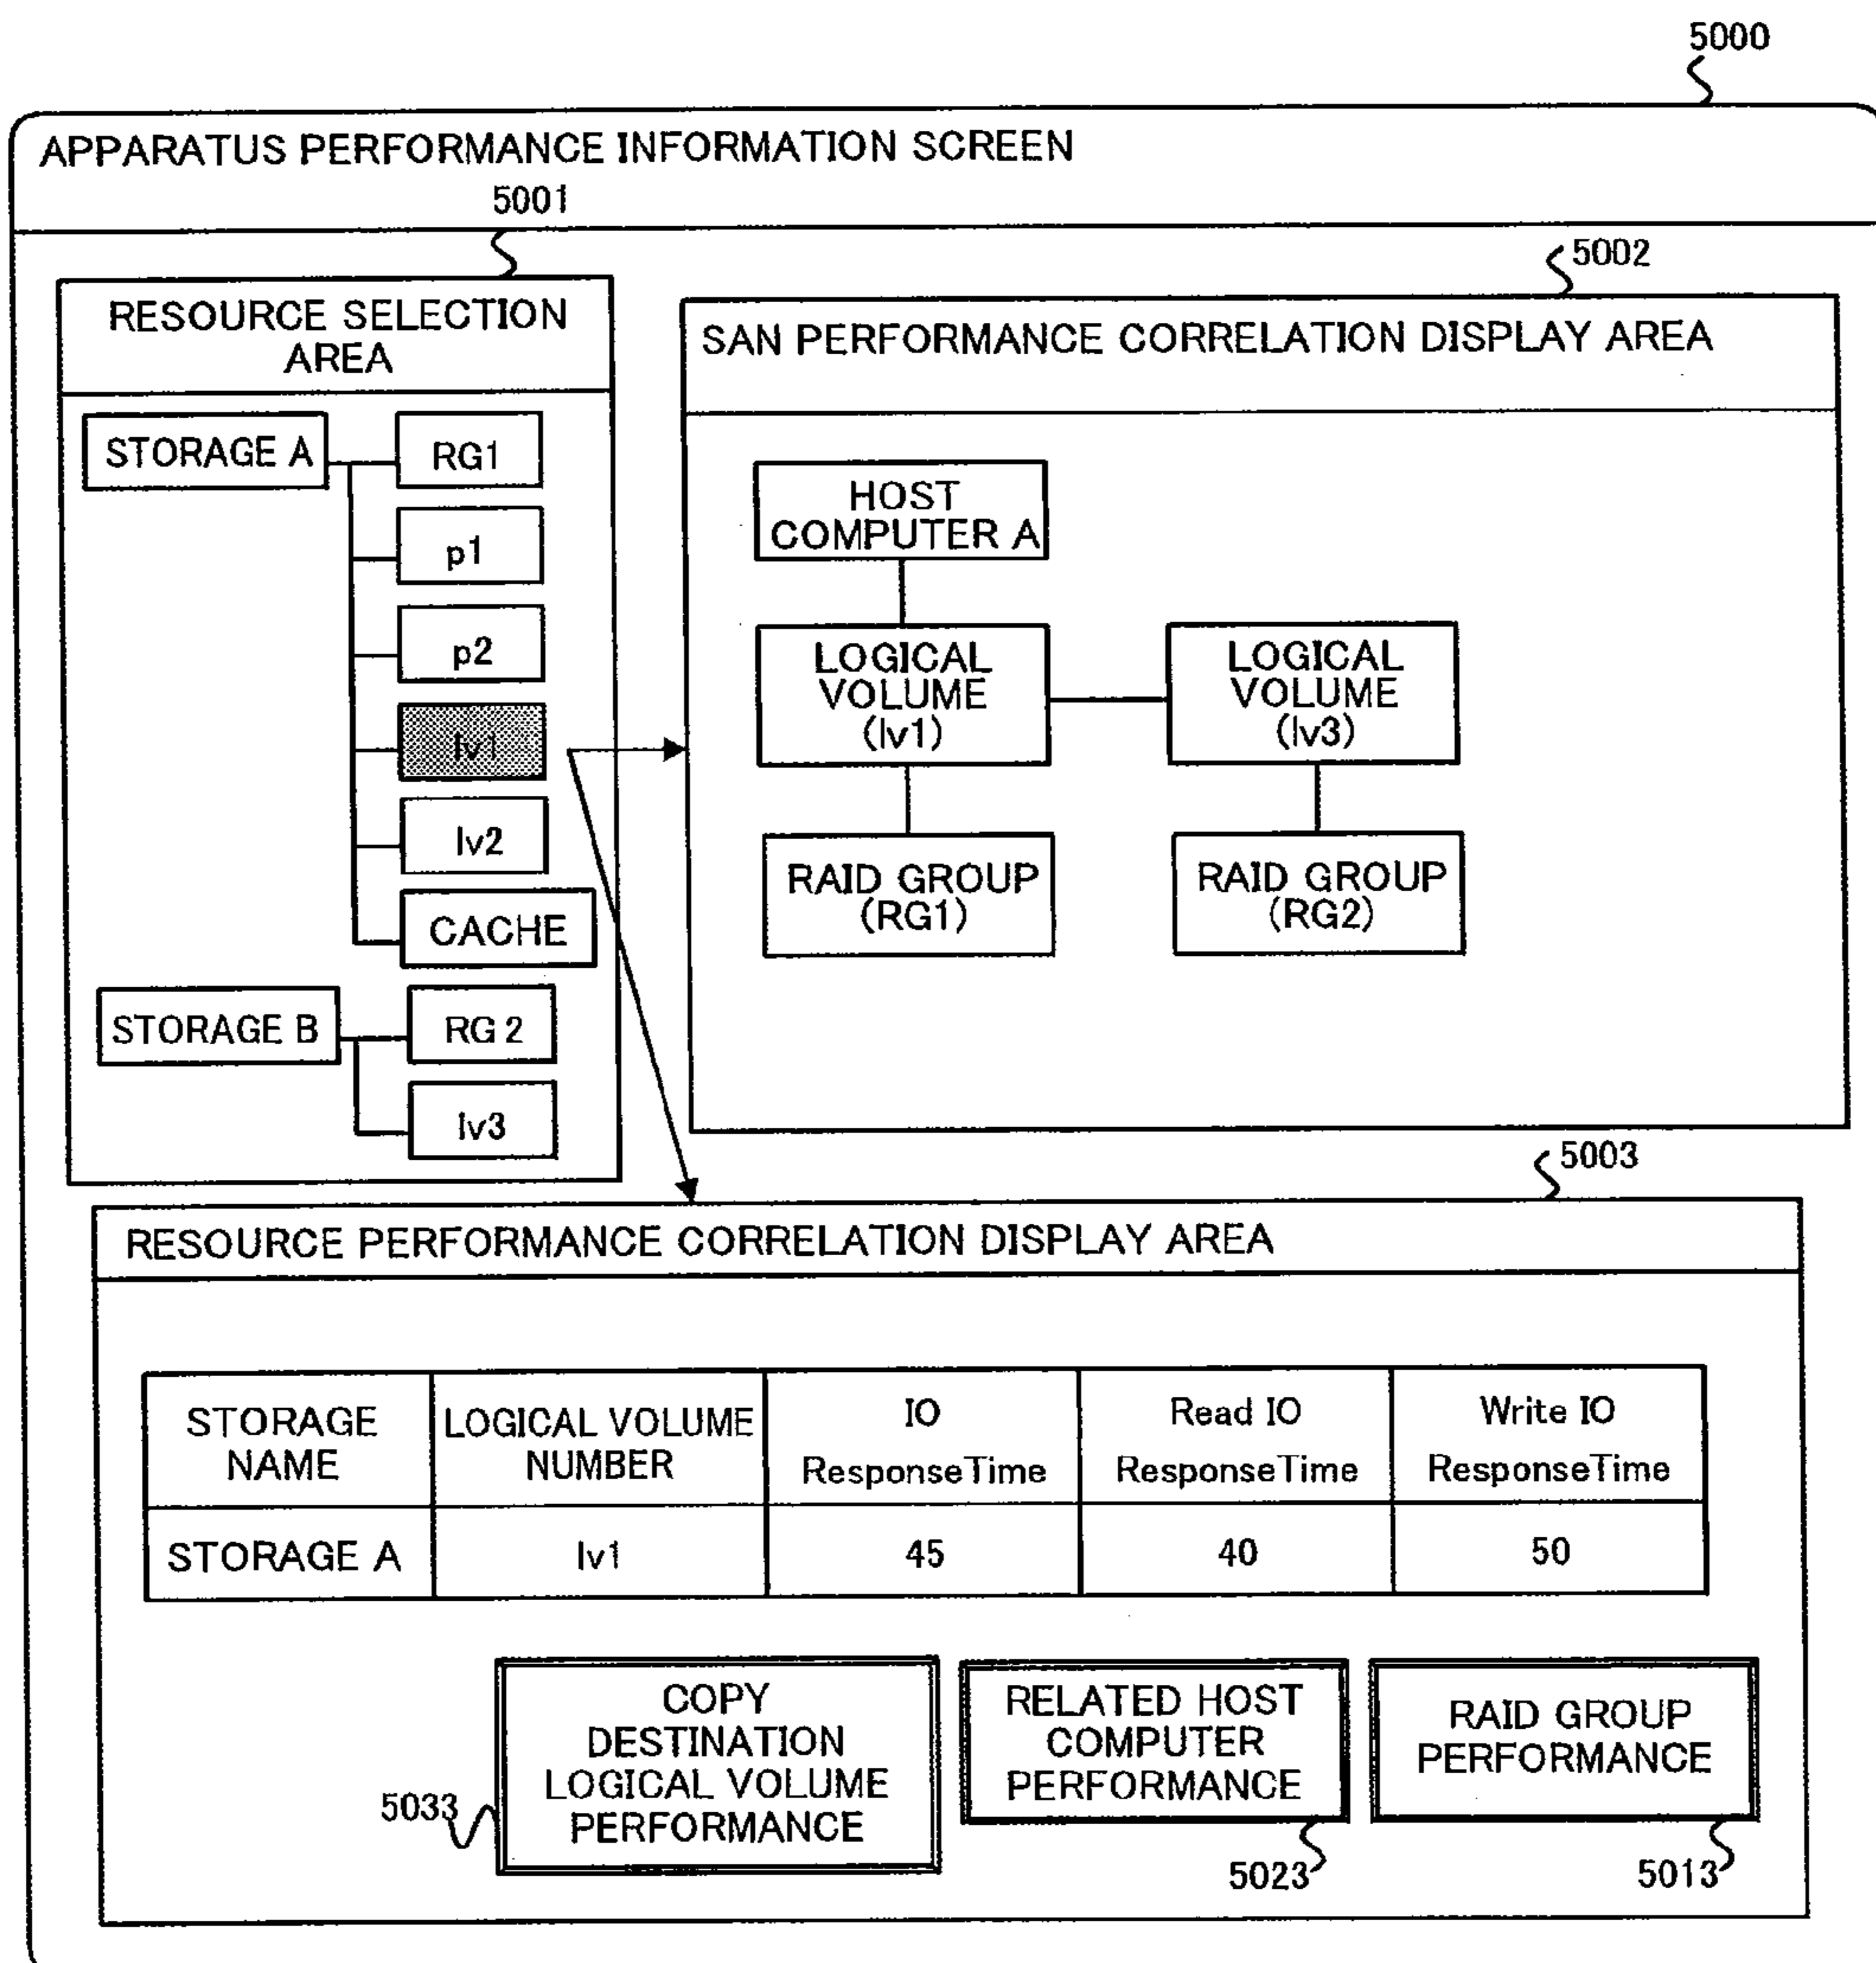 5000
APPARATUS PERFORMANCE INFORMATION SCREEN
5001
5002
RESOURCE SELECTION
AREA
STORAGE A
RG1
p1
p2
lv1
lv2
CACHE
STORAGE B
RG 2
lv3
SAN PERFORMANCE CORRELATION DISPLAY AREA
HOST
COMPUTER A
LOGICAL
VOLUME
(lv1)
LOGICAL
VOLUME
(lv3)
RAID GROUP
(RG1)
RAID GROUP
(RG2)
5003
RESOURCE PERFORMANCE CORRELATION DISPLAY AREA
STORAGE
NAME
LOGICAL VOLUME
NUMBER
IO
ResponseTime
Read IO
ResponseTime
Write IO
ResponseTime
STORAGE A
lv1
45
40
50
COPY
DESTINATION
LOGICAL VOLUME
PERFORMANCE
5033
RELATED HOST
COMPUTER
PERFORMANCE
5023
RAID GROUP
PERFORMANCE
5013